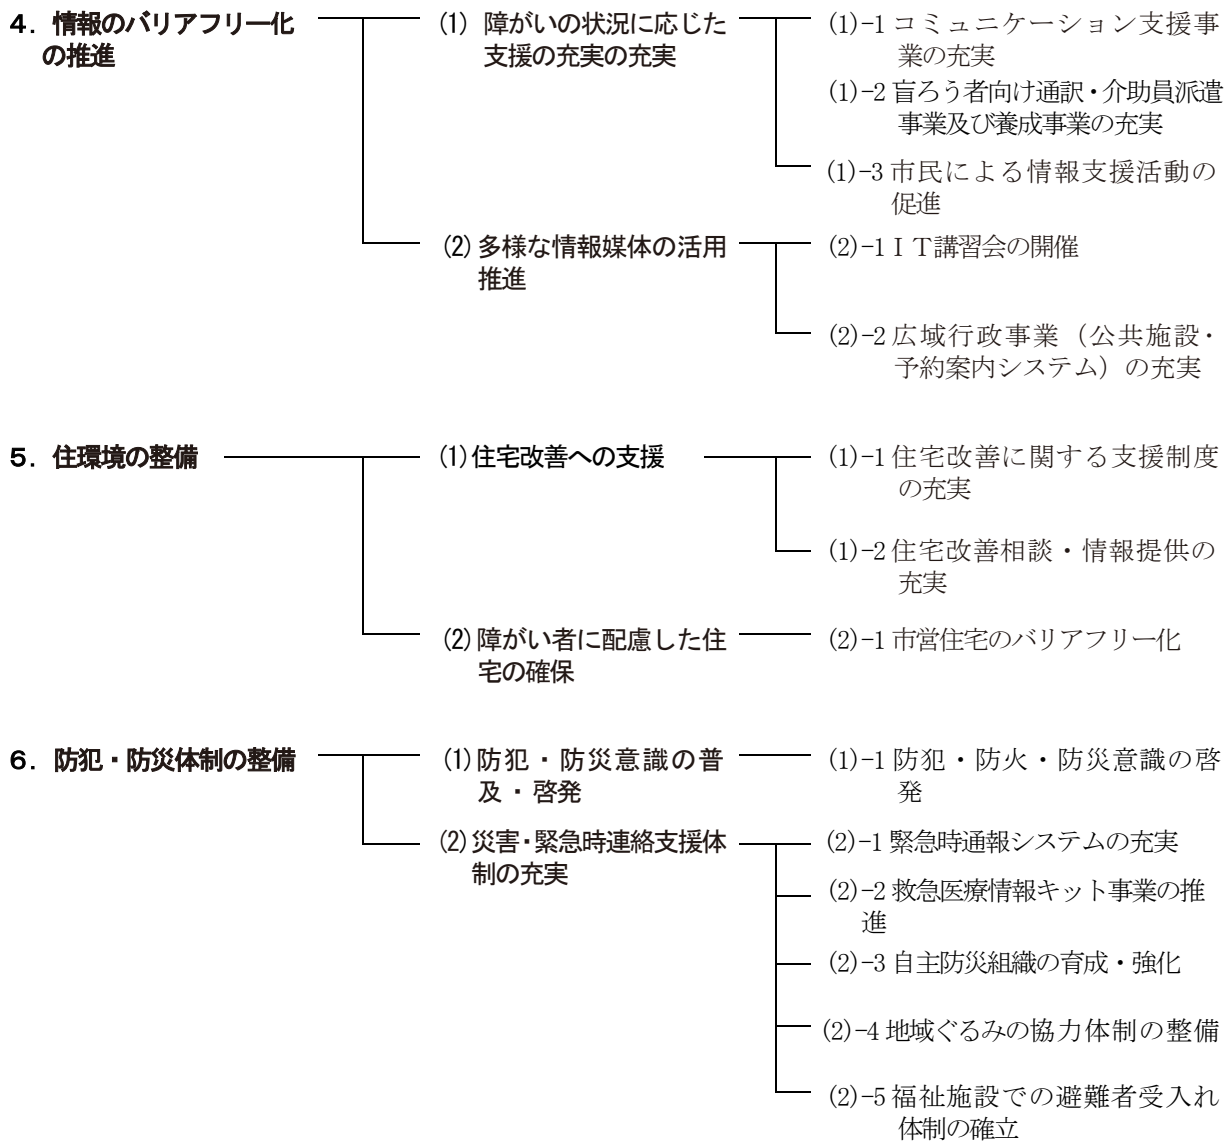 ４．情報のバリアフリー化
の推進
(1) 障がいの状況に応じた
支援の充実の充実
(1)-1 コミュニケーション支援事
業の充実
(1)-2 盲ろう者向け通訳・介助員派遣
事業及び養成事業の充実
(1)-3 市民による情報支援活動の
促進
(2) 多様な情報媒体の活用
推進
(2)-1 ＩＴ講習会の開催
(2)-2 広域行政事業（公共施設・
予約案内システム）の充実
５．住環境の整備
(1) 住宅改善への支援
(1)-1 住宅改善に関する支援制度
の充実
(1)-2 住宅改善相談・情報提供の
充実
(2) 障がい者に配慮した住
宅の確保
(2)-1 市営住宅のバリアフリー化
６．防犯・防災体制の整備
(1) 防犯・防災意識の普
及・啓発
(1)-1 防犯・防火・防災意識の啓
発
(2) 災害・緊急時連絡支援体
制の充実
(2)-1 緊急時通報システムの充実
(2)-2 救急医療情報キット事業の推
進
(2)-3 自主防災組織の育成・強化
(2)-4 地域ぐるみの協力体制の整備
(2)-5 福祉施設での避難者受入れ
体制の確立